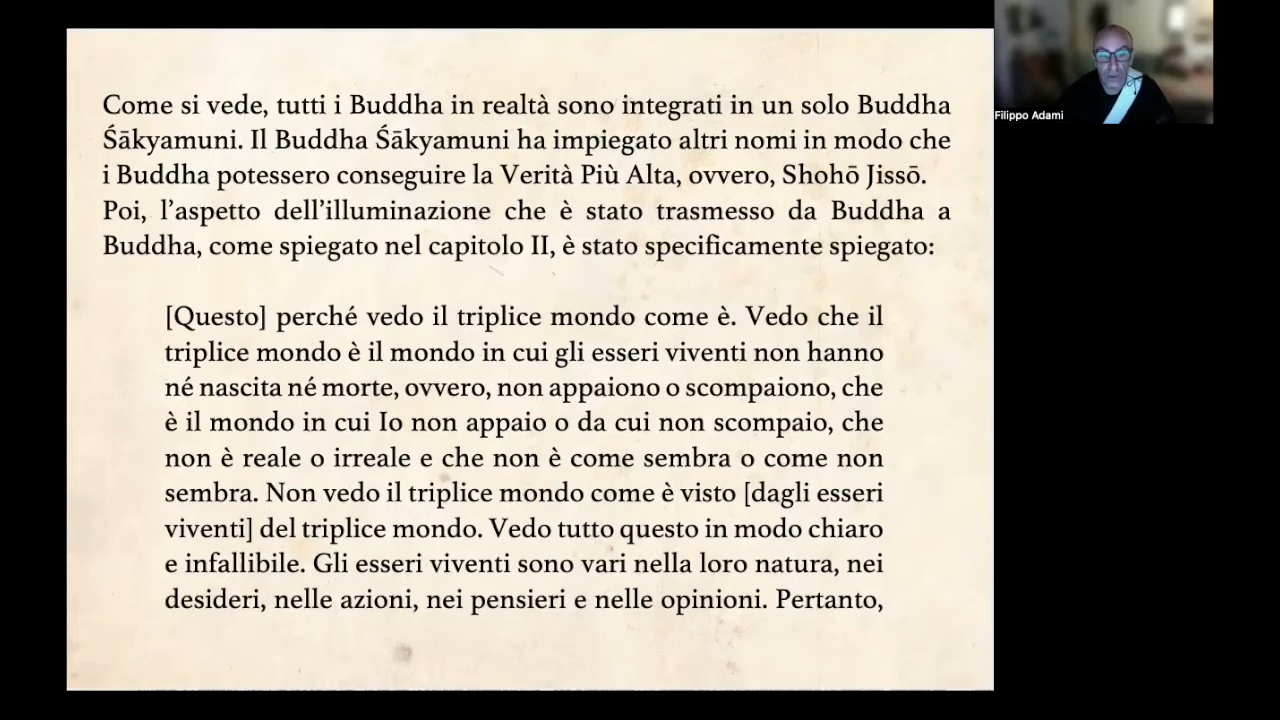 Come si vede, tutti i Buddha in realtà sono integrati in un solo Buddha
Śākyamuni. Il Buddha Śākyamuni ha impiegato altri nomi in modo che
i Buddha potessero conseguire la Verità Più Alta, ovvero, Shohō Jissō.
Poi, l’aspetto dell’illuminazione che è stato trasmesso da Buddha a
Buddha, come spiegato nel capitolo II, è stato specificamente spiegato:
[Questo] perché vedo il triplice mondo come è. Vedo che il
triplice mondo è il mondo in cui gli esseri viventi non hanno
né nascita né morte, ovvero, non appaiono o scompaiono, che
è il mondo in cui Io non appaio o da cui non scompaio, che
non è reale o irreale e che non è come sembra o come non
sembra. Non vedo il triplice mondo come è visto [dagli esseri
viventi] del triplice mondo. Vedo tutto questo in modo chiaro
e infallibile. Gli esseri viventi sono vari nella loro natura, nei
desideri, nelle azioni, nei pensieri e nelle opinioni. Pertanto,
Filippo Adami